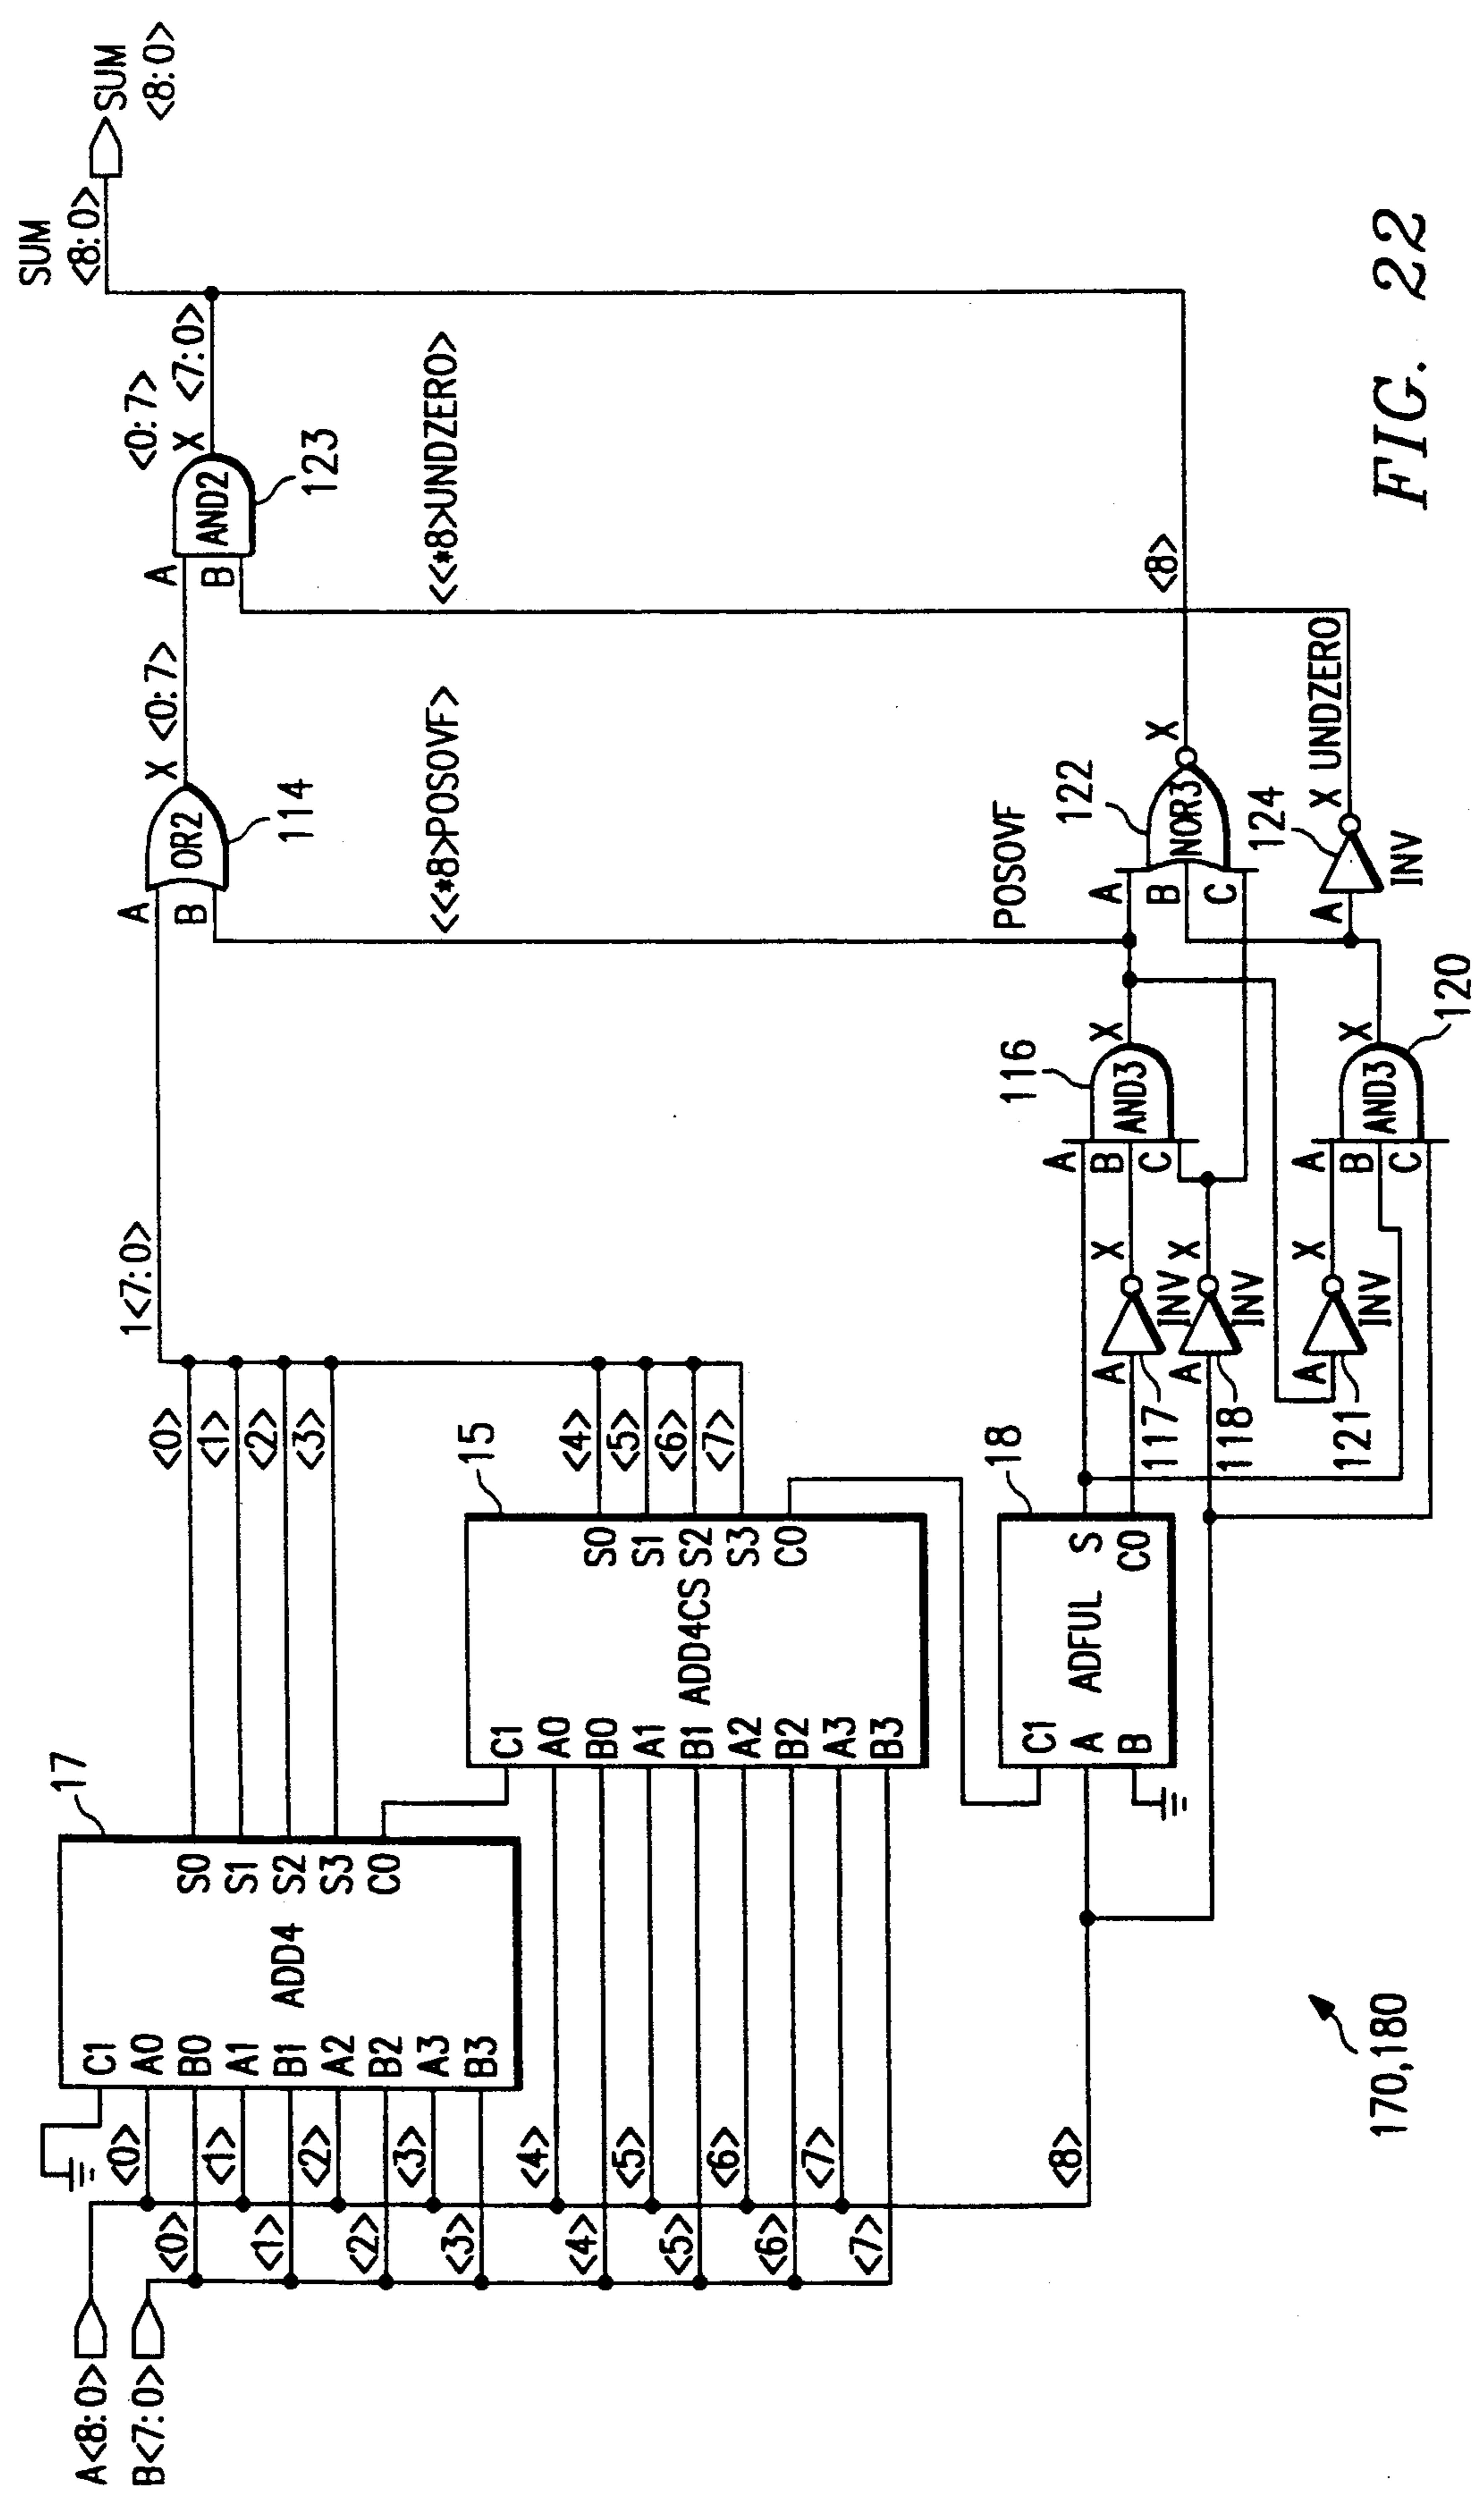 A<8:0>
B<7:0>
<0>
<0>
<1>
<1>
<2>
<2>
<3>
<3>
<4>
<4>
<5>
<5>
<6>
<6>
<7>
<7>
<8>
17
ADD4
C1
A0
B0
A1
B1
A2
B2
A3
B3
S0
S1
S2
S3
C0
15
ADD4CS
C1
A0
B0
A1
B1
A2
B2
A3
B3
S0
S1
S2
S3
C0
18
ADFUL
C1
A
B
S
C0
<0>
<1>
<2>
<3>
<4>
<5>
<6>
<7>
1<7:0>
A
X
INV
117
A
X
INV
118
A
X
INV
121
A
B
C
AND3
X
116
A
B
C
AND3
X
120
POSOVF
A
B
OR2
X
<0:7>
114
<<*8>POSOVF>
A
B
C
NOR3
X
122
<8>
A
INV
124
X
UNDZERO
A
B
AND2
X
<0:7>
<7:0>
123
<<*8>UNDZERO>
SUM
<8:0>
SUM
<8:0>
170,180
FIG. 22